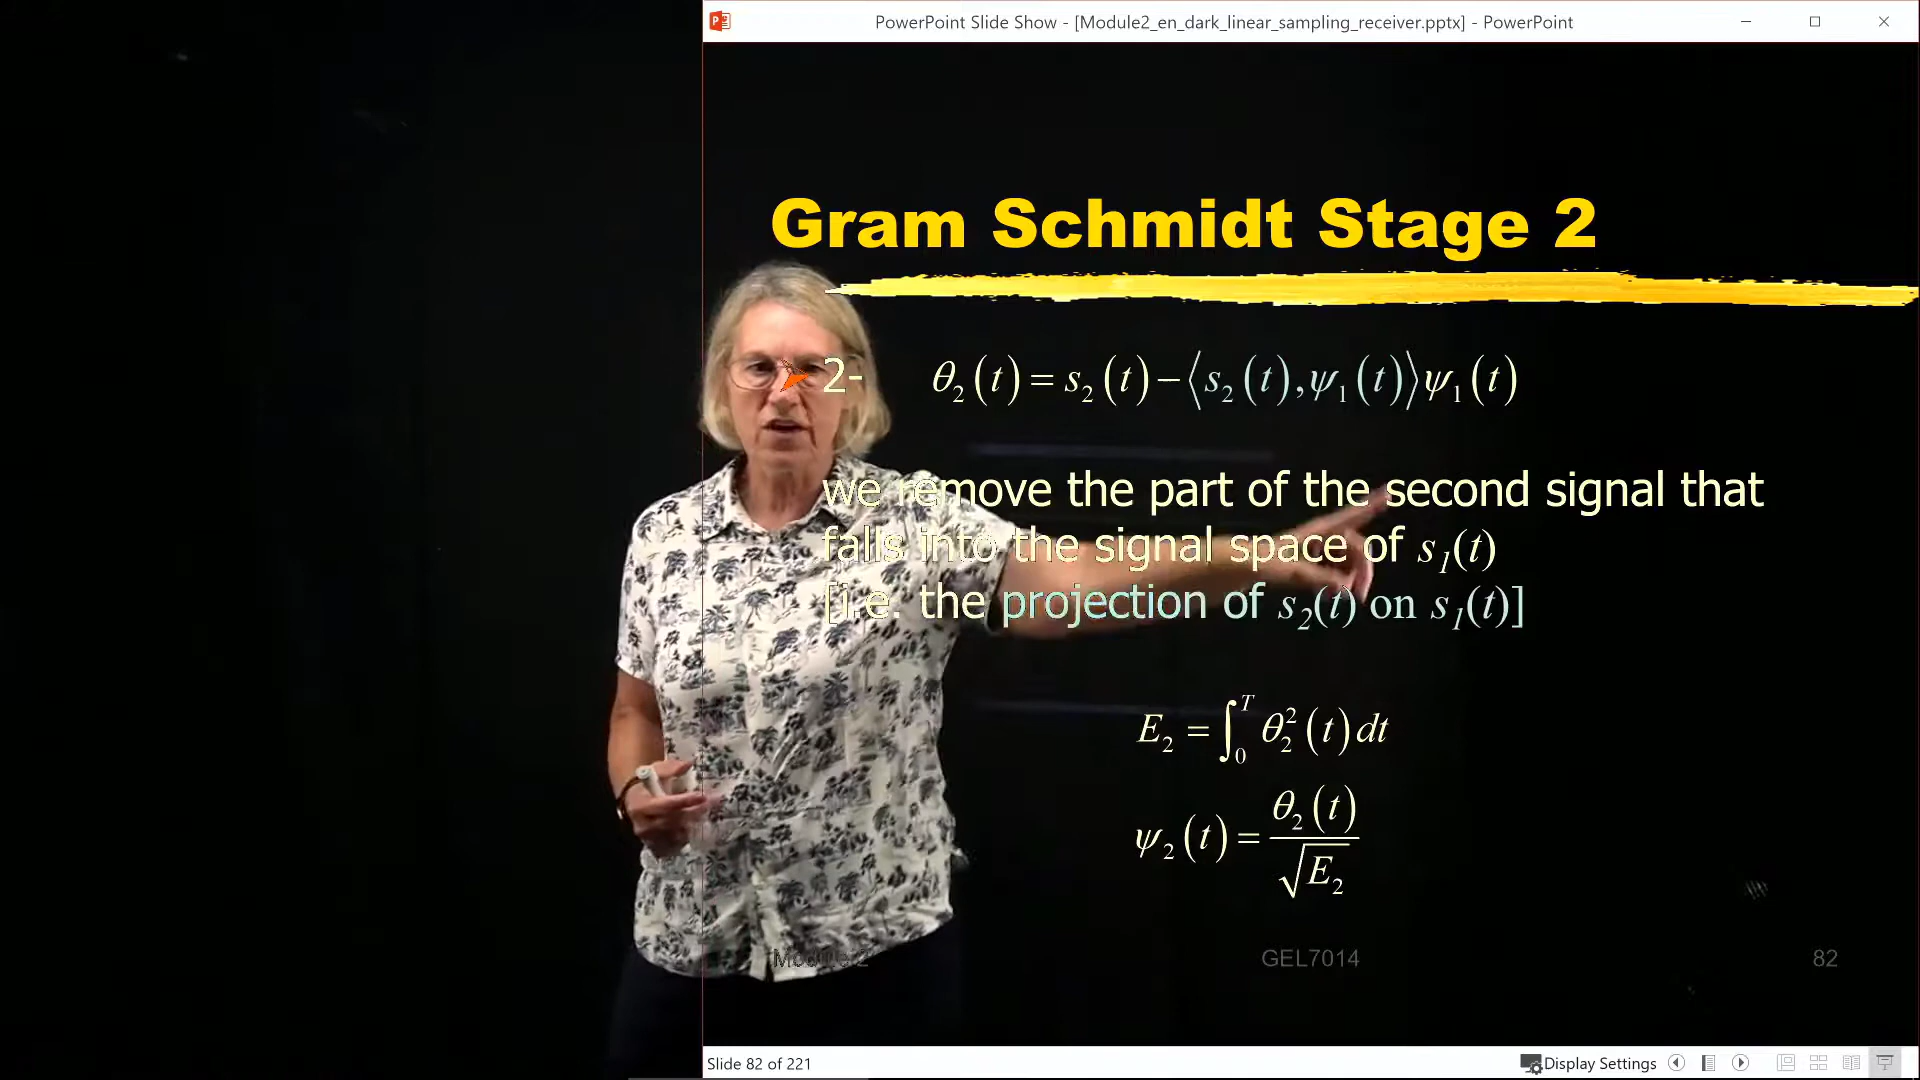 PowerPoint Slide Show - [Module2_en_dark_linear_sampling_receiver.pptx] - PowerPoint
Gram Schmidt Stage 2
2- θ₂(t) = s₂(t) − ⟨s₂(t), ψ₁(t)⟩ψ₁(t)
we remove the part of the second signal that
falls into the signal space of s₁(t)
[i.e. the projection of s₂(t) on s₁(t)]
E₂ = ∫₀ᵀ θ₂²(t) dt
ψ₂(t) = θ₂(t) / √E₂
Module 2 GEL7014 82
Slide 82 of 221 Display Settings